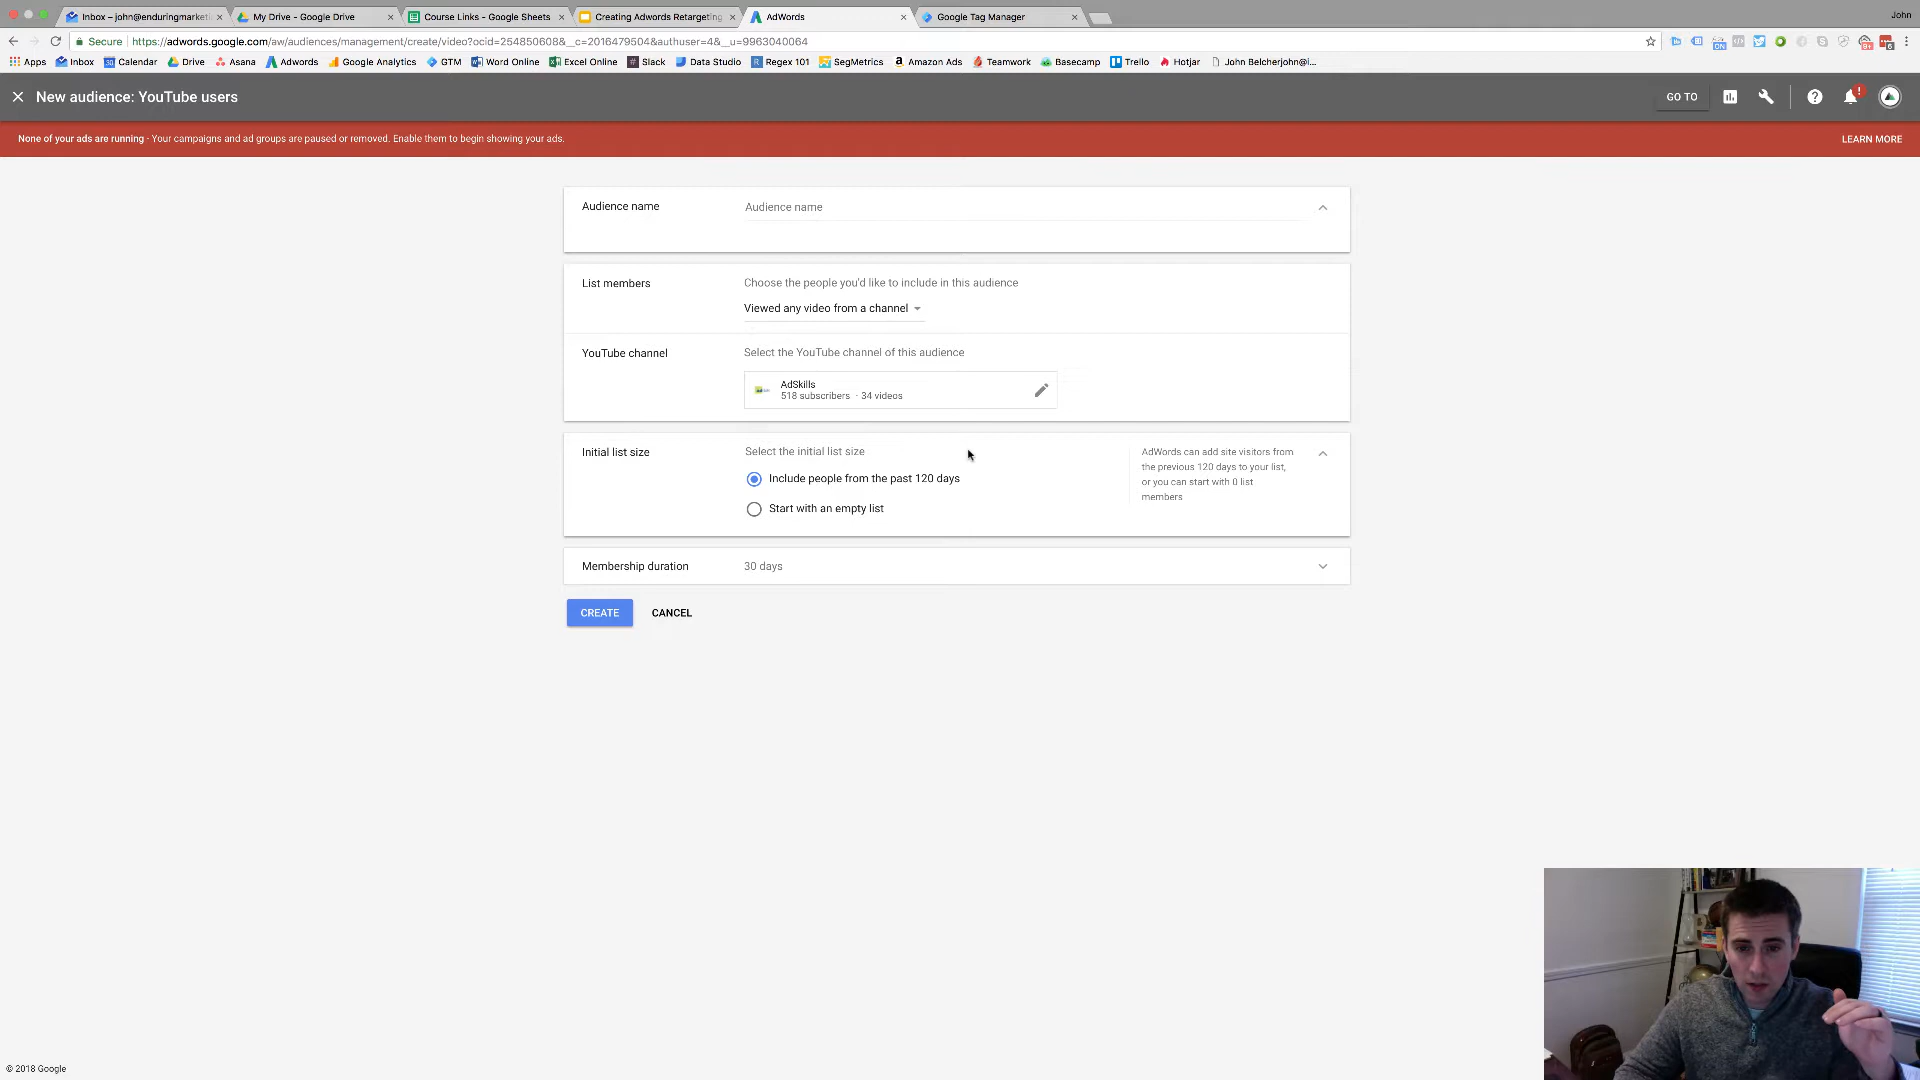 Inbox – john@enduringmarketi
My Drive - Google Drive
Course Links - Google Sheets
Creating Adwords Retargeting
AdWords
Google Tag Manager
John
Secure
https://adwords.google.com/aw/audiences/management/create/video?ocid=254850608&__c=2016479504&authuser=4&__u=9963040064
Apps
Inbox
Calendar
Drive
Asana
Adwords
Google Analytics
GTM
Word Online
Excel Online
Slack
Data Studio
Regex 101
SegMetrics
Amazon Ads
Teamwork
Basecamp
Trello
Hotjar
John Belcherjohn@i...
New audience: YouTube users
GO TO
None of your ads are running - Your campaigns and ad groups are paused or removed. Enable them to begin showing your ads.
LEARN MORE
Audience name
Audience name
List members
Choose the people you'd like to include in this audience
Viewed any video from a channel
YouTube channel
Select the YouTube channel of this audience
AdSkills
518 subscribers · 34 videos
Initial list size
Select the initial list size
Include people from the past 120 days
Start with an empty list
AdWords can add site visitors from
the previous 120 days to your list,
or you can start with 0 list
members
Membership duration
30 days
CREATE
CANCEL
© 2018 Google